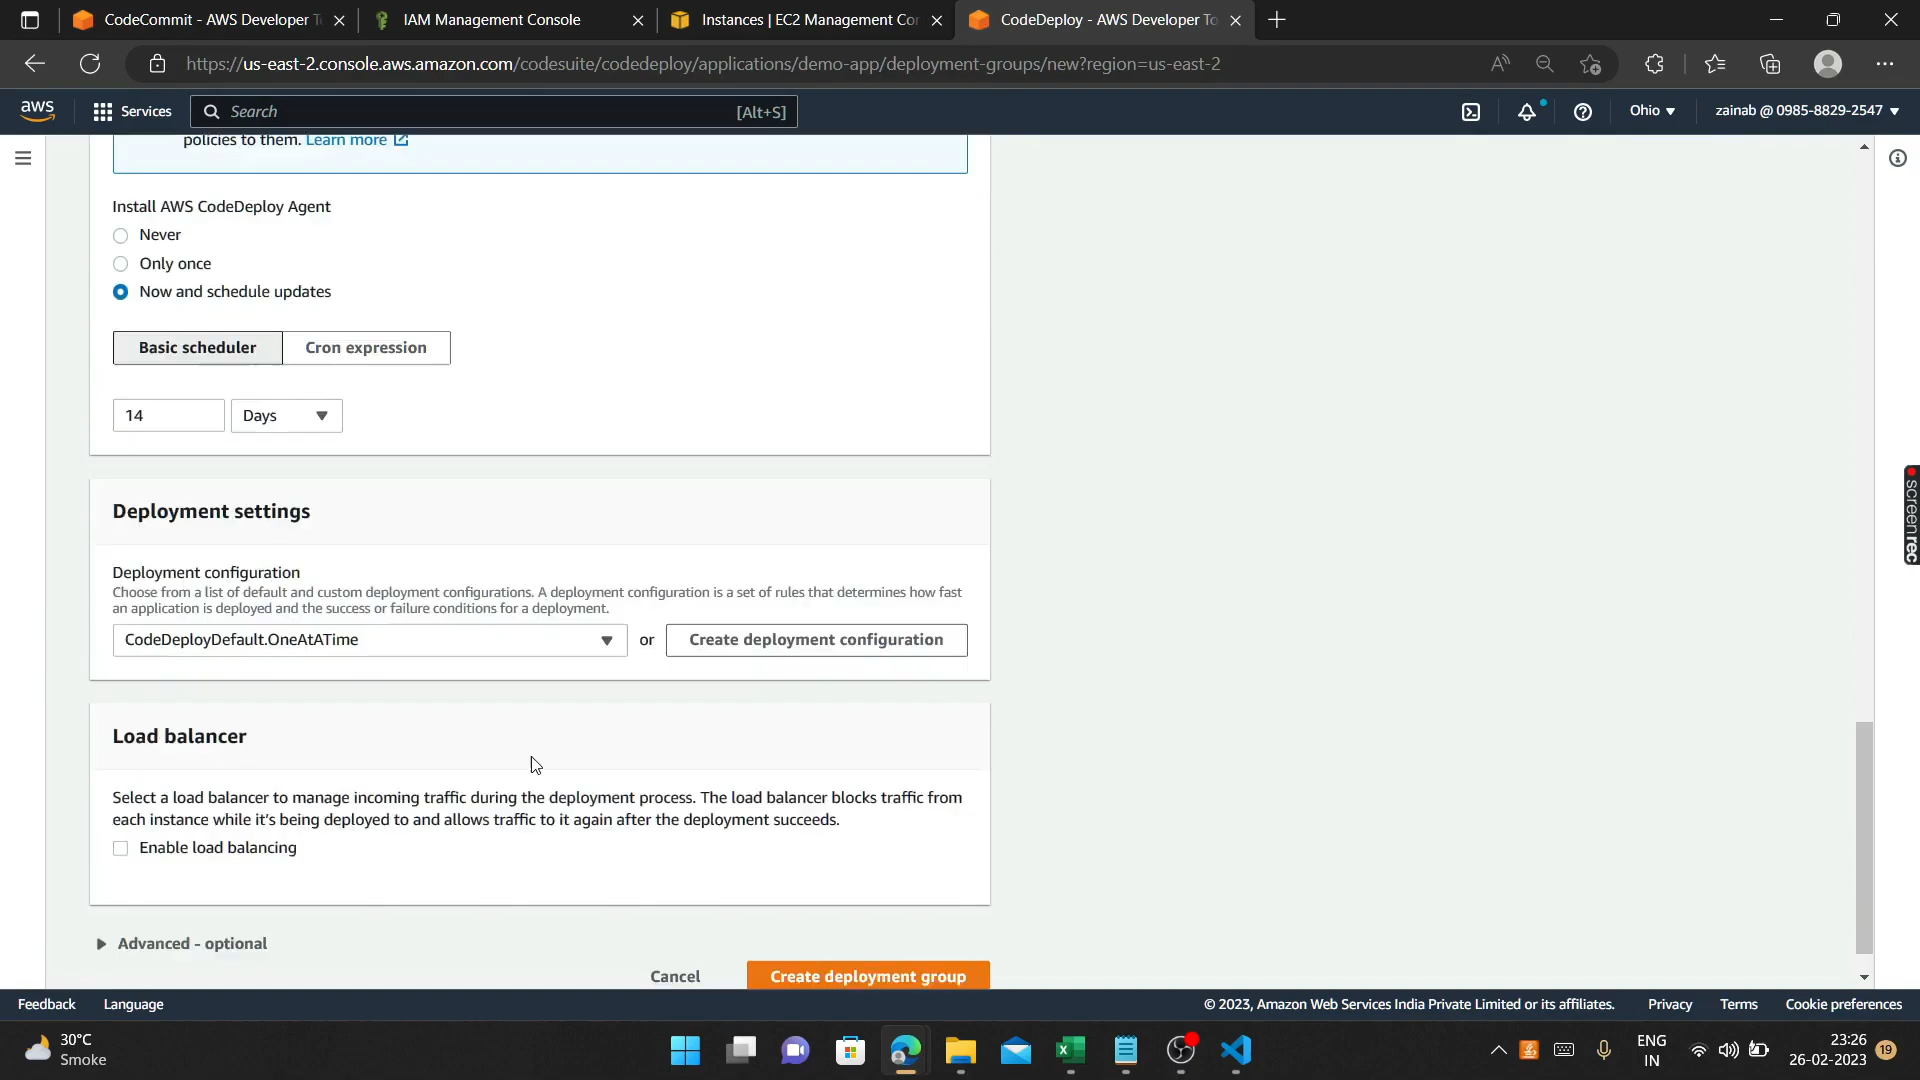 CodeCommit - AWS Developer T
IAM Management Console
Instances | EC2 Management Co
CodeDeploy - AWS Developer To
https://us-east-2.console.aws.amazon.com/codesuite/codedeploy/applications/demo-app/deployment-groups/new?region=us-east-2
aws
Services
Search
[Alt+S]
Ohio
zainab @ 0985-8829-2547
policies to them. Learn more
Install AWS CodeDeploy Agent
Never
Only once
Now and schedule updates
Basic scheduler
Cron expression
14
Days
Deployment settings
Deployment configuration
Choose from a list of default and custom deployment configurations. A deployment configuration is a set of rules that determines how fast
an application is deployed and the success or failure conditions for a deployment.
CodeDeployDefault.OneAtATime
or
Create deployment configuration
Load balancer
Select a load balancer to manage incoming traffic during the deployment process. The load balancer blocks traffic from
each instance while it's being deployed to and allows traffic to it again after the deployment succeeds.
Enable load balancing
Advanced - optional
Cancel
Create deployment group
screenrec
Feedback
Language
© 2023, Amazon Web Services India Private Limited or its affiliates.
Privacy
Terms
Cookie preferences
30°C
Smoke
ENG
IN
23:26
26-02-2023
19